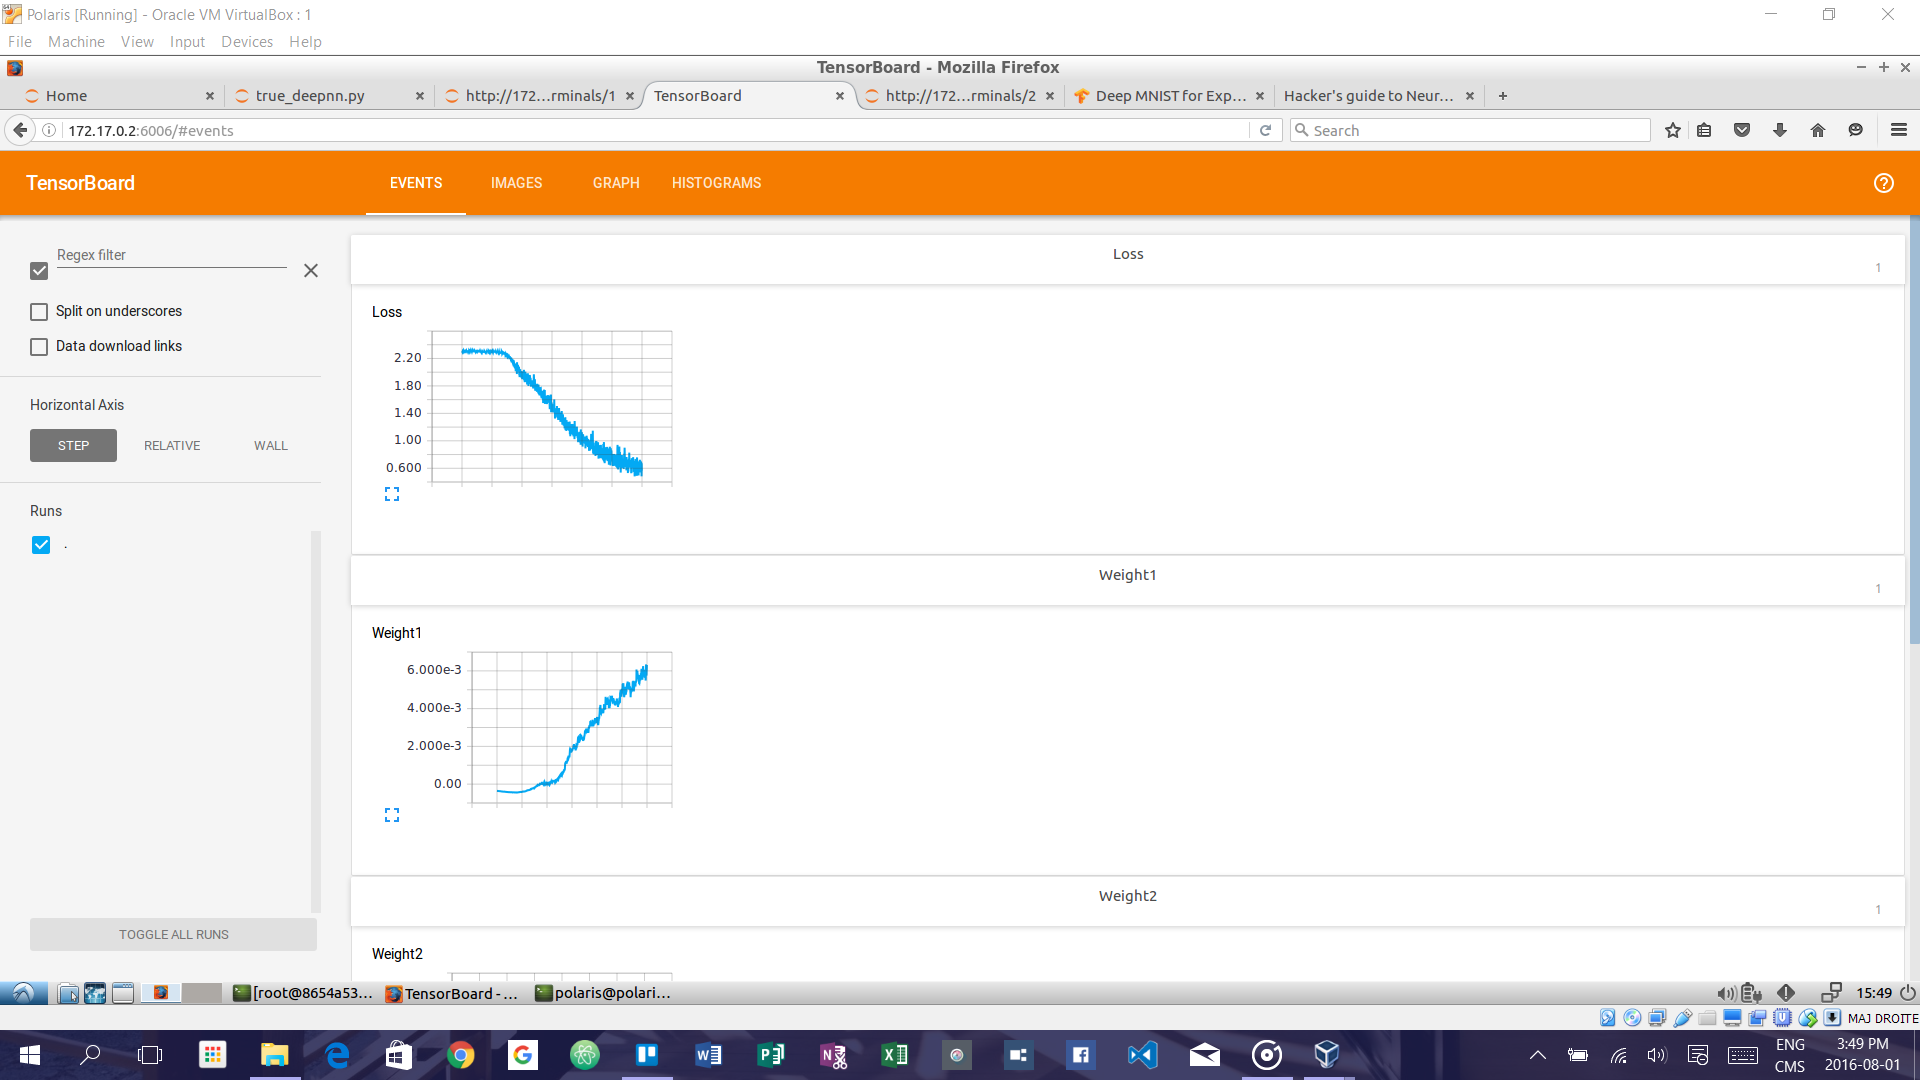 Polaris [Running] - Oracle VM VirtualBox : 1
File Machine View Input Devices Help
TensorBoard - Mozilla Firefox
Home
true_deepnn.py
http://172...rminals/1
TensorBoard
http://172...rminals/2
Deep MNIST for Exp...
Hacker's guide to Neur...
172.17.0.2:6006/#events
Search
TensorBoard
EVENTS
IMAGES
GRAPH
HISTOGRAMS
Regex filter
Split on underscores
Data download links
Horizontal Axis
STEP
RELATIVE
WALL
Runs
.
TOGGLE ALL RUNS
Loss
1
Loss
2.20
1.80
1.40
1.00
0.600
Weight1
1
Weight1
6.000e-3
4.000e-3
2.000e-3
0.00
Weight2
1
Weight2
[root@8654a53...
TensorBoard - ...
polaris@polari...
15:49
MAJ DROITE
ENG
CMS
3:49 PM
2016-08-01